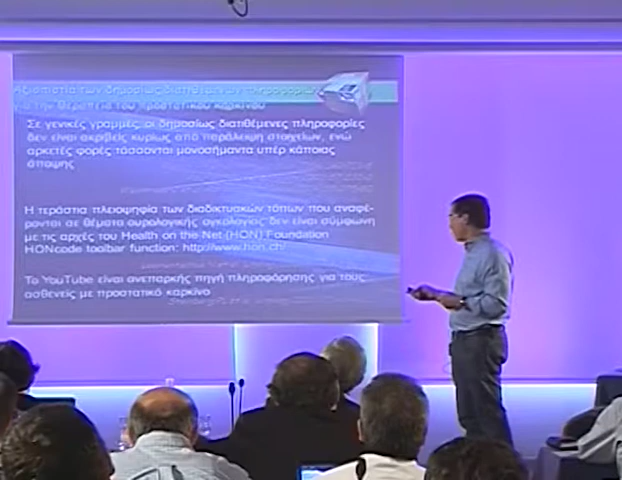 Αξιοπιστία των δημοσίως διατιθέμενων πληροφοριών
για την θεραπεία του προστατικού καρκίνου
Σε γενικές γραμμές, οι δημοσίως διατιθέμενες πληροφορίες
δεν είναι ακριβείς κυρίως από παράλειψη στοιχείων, ενώ
αρκετές φορές τάσσονται μονοσήμαντα υπέρ κάποιας
άποψης
Η τεράστια πλειοψηφία των διαδικτυακών τόπων που αναφέ-
ρονται σε θέματα ουρολογικής ογκολογίας δεν είναι σύμφωνη
με τις αρχές του Health on the Net (HON) Foundation
HONcode toolbar function: http://www.hon.ch/
Το YouTube είναι ανεπαρκής πηγή πληροφόρησης για τους
ασθενείς με προστατικό καρκίνο